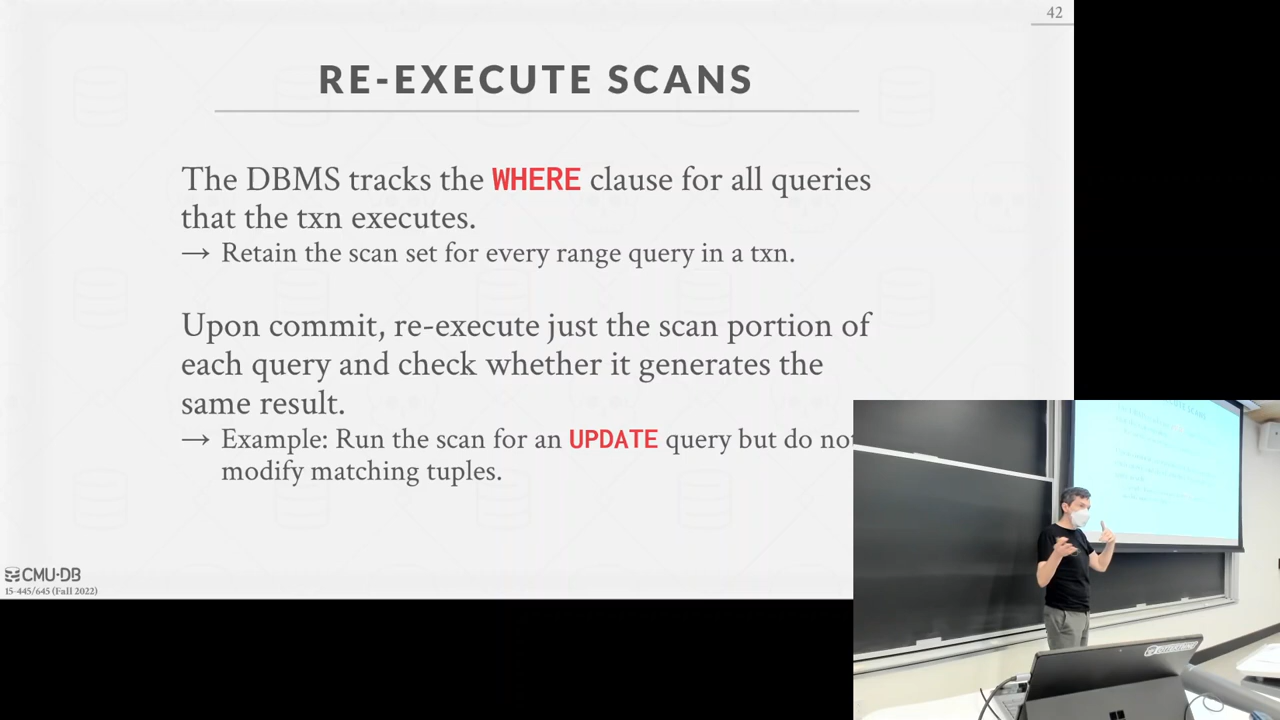 42
RE-EXECUTE SCANS
The DBMS tracks the WHERE clause for all queries
that the txn executes.
→ Retain the scan set for every range query in a txn.
Upon commit, re-execute just the scan portion of
each query and check whether it generates the
same result.
→ Example: Run the scan for an UPDATE query but do not
modify matching tuples.
CMU·DB
15-445/645 (Fall 2022)